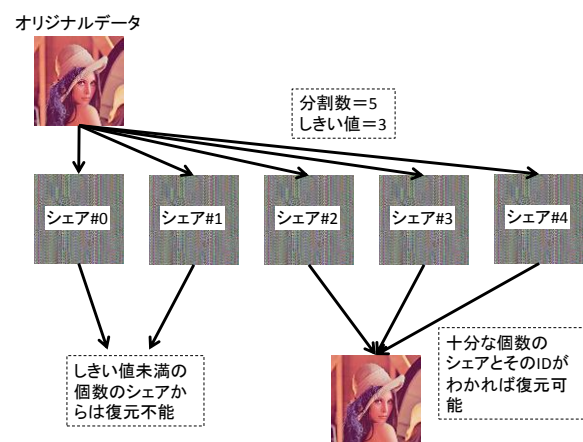 オリジナルデータ
分割数＝5
しきい値＝3
シェア#0
シェア#1
シェア#2
シェア#3
シェア#4
しきい値未満の
個数のシェアか
らは復元不能
十分な個数の
シェアとそのIDが
わかれば復元可
能